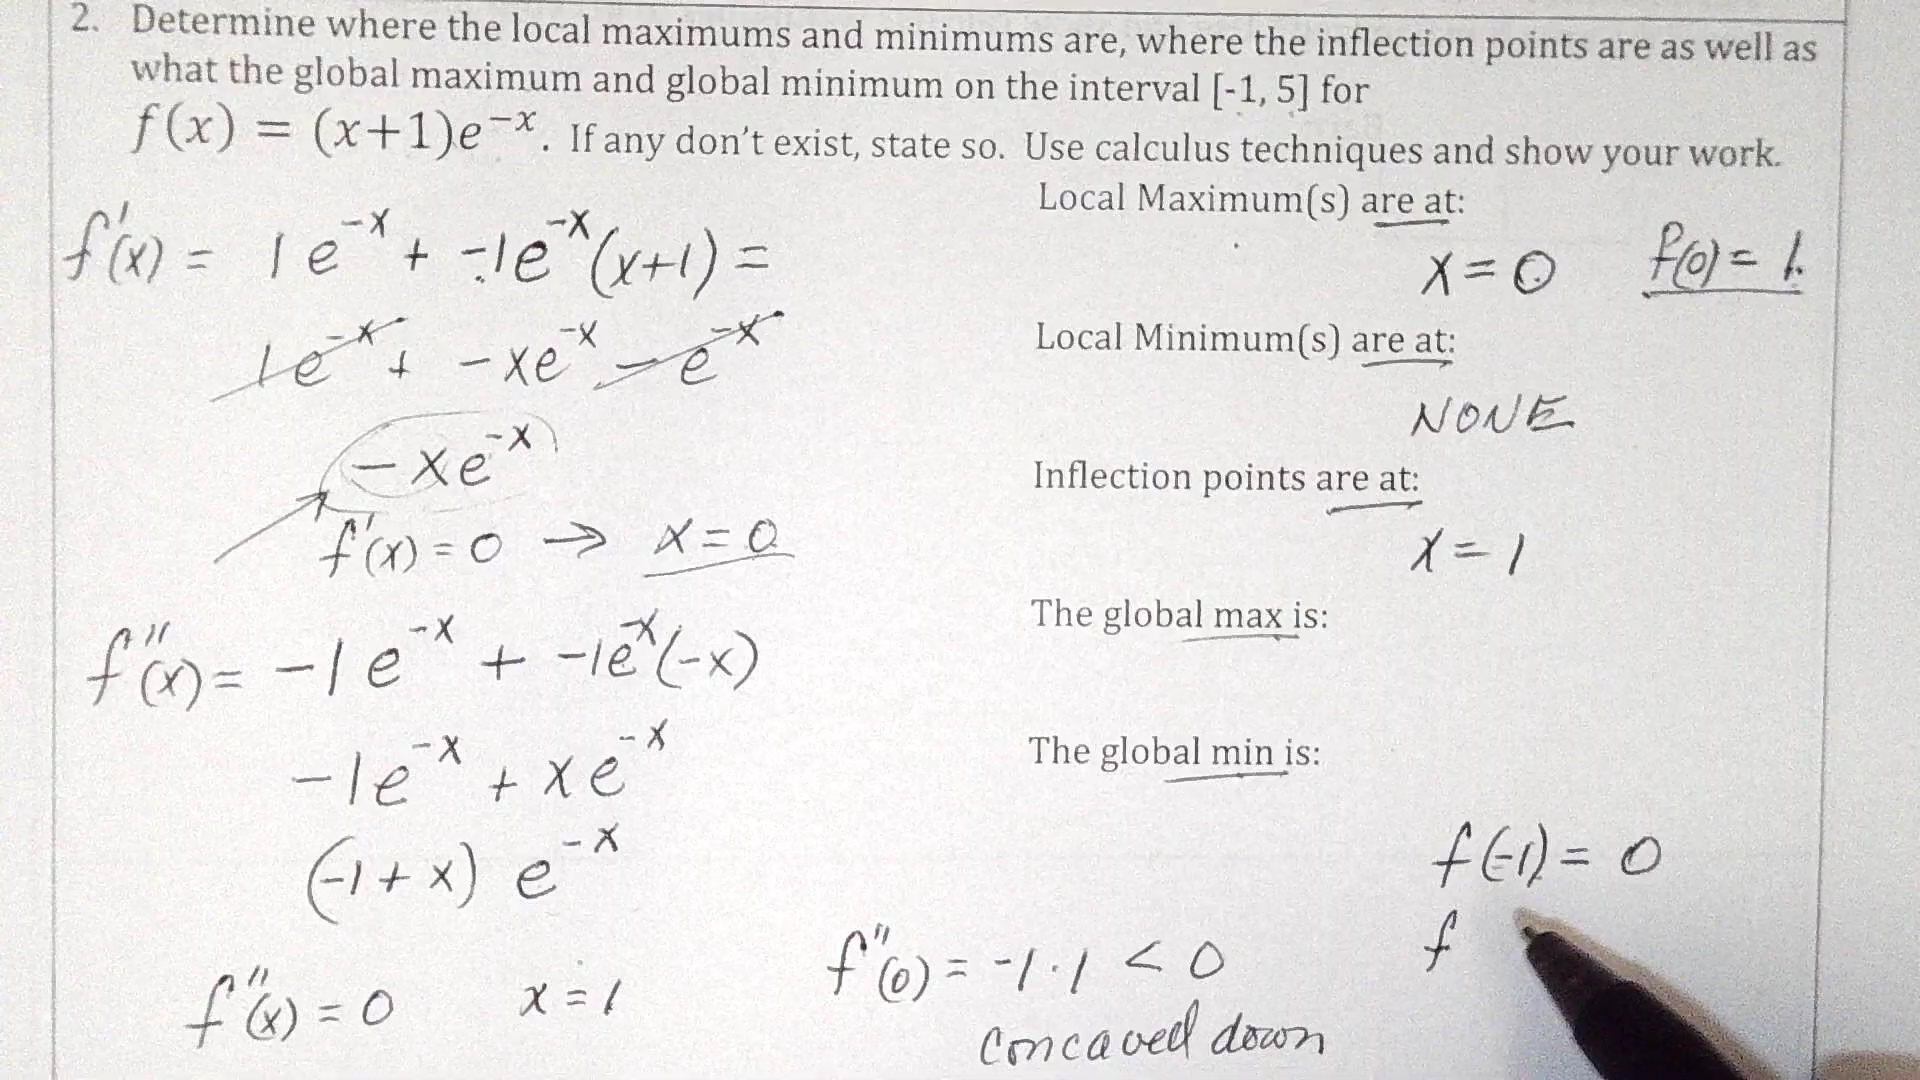 2. Determine where the local maximums and minimums are, where the inflection points are as well as
what the global maximum and global minimum on the interval [-1, 5] for
f(x) = (x+1)e^{-x}. If any don't exist, state so. Use calculus techniques and show your work.
f'(x) = 1e^{-x} + -1e^{-x}(x+1) =
1e^{-x} + -xe^{-x} - e^{-x}
-xe^{-x}
f'(x) = 0 → x = 0
f''(x) = -1e^{-x} + -1e^{-x}(-x)
-1e^{-x} + xe^{-x}
(-1+x) e^{-x}
f''(x) = 0 x = 1
Local Maximum(s) are at:
x = 0 f(0) = 1.
Local Minimum(s) are at:
NONE
Inflection points are at:
x = 1
The global max is:
The global min is:
f(-1) = 0
f
f''(0) = -1·1 < 0
concaved down